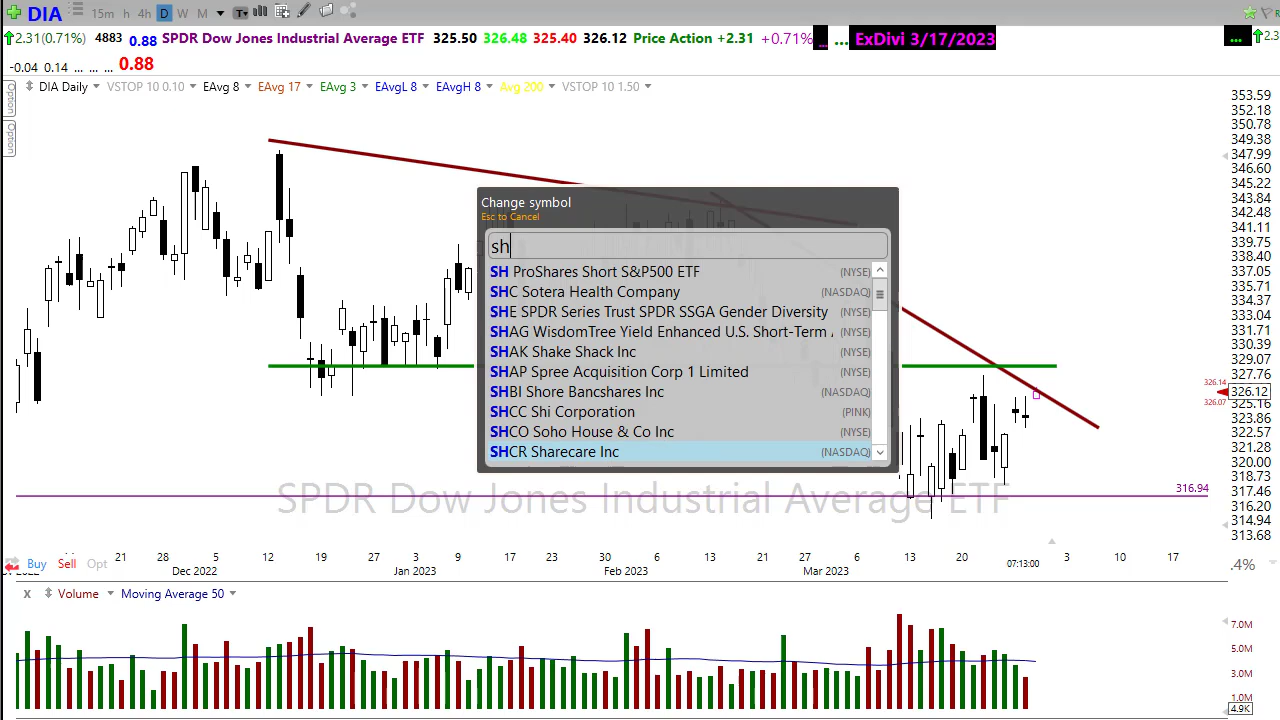 DIA 15m h 4h D W M T
2.31(0.71%) 4883 0.88 SPDR Dow Jones Industrial Average ETF 325.50 326.48 325.40 326.12 Price Action +2.31 +0.71% ... ... ExDivi 3/17/2023 ... 2.3
-0.04 0.14 ... ... ... 0.88
DIA Daily VSTOP 10 0.10 EAvg 8 EAvg 17 EAvg 3 EAvgL 8 EAvgH 8 Avg 200 VSTOP 10 1.50
Option
Option
Change symbol
Esc to Cancel
sh
SH ProShares Short S&P500 ETF (NYSE)
SHC Sotera Health Company (NASDAQ)
SHE SPDR Series Trust SPDR SSGA Gender Diversity (NYSE)
SHAG WisdomTree Yield Enhanced U.S. Short-Term (NYSE)
SHAK Shake Shack Inc (NYSE)
SHAP Spree Acquisition Corp 1 Limited (NYSE)
SHBI Shore Bancshares Inc (NASDAQ)
SHCC Shi Corporation (PINK)
SHCO Soho House & Co Inc (NYSE)
SHCR Sharecare Inc (NASDAQ)
353.59
352.18
350.78
349.38
347.99
346.60
345.22
343.84
342.48
341.11
339.75
338.40
337.05
335.71
334.37
333.04
331.71
330.39
329.07
327.76
326.14
326.12
326.07
325.16
323.86
322.57
321.28
320.00
318.73
317.46
316.20
314.94
313.68
316.94
SPDR Dow Jones Industrial Average ETF
21 28 5 12 19 27 3 9 17 23 30 6 13 21 27 6 13 20 07:13:00 3 10 17
Dec 2022 Jan 2023 Feb 2023 Mar 2023
Buy Sell Opt
.4%
x Volume Moving Average 50
7.0M
5.0M
3.0M
1.0M
4.9K